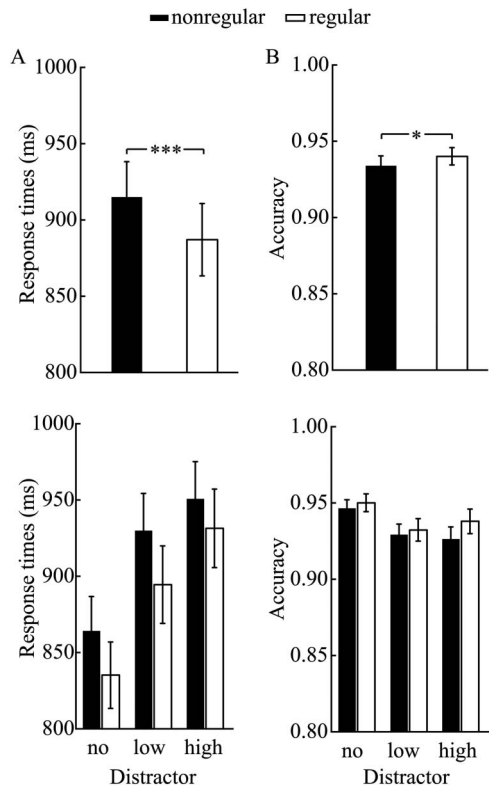 nonregular regular
A
1000
950
900
850
800
Response times (ms)
***
B
1.00
0.95
0.90
0.85
0.80
Accuracy
*
1000
950
900
850
800
Response times (ms)
no low high
Distractor
1.00
0.95
0.90
0.85
0.80
Accuracy
no low high
Distractor